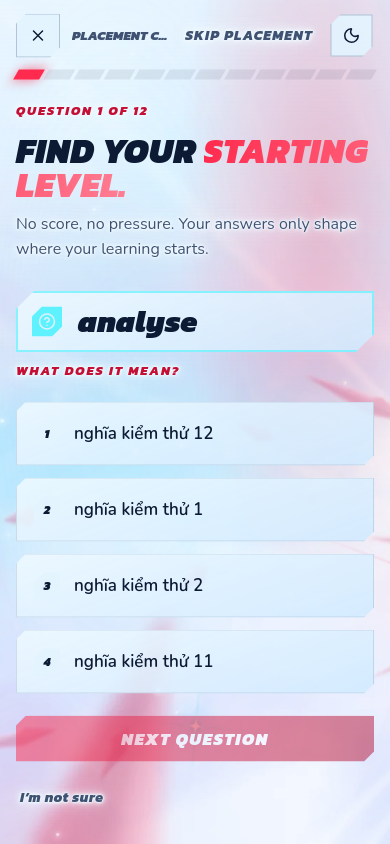 PLACEMENT C... SKIP PLACEMENT
QUESTION 1 OF 12
FIND YOUR STARTING
LEVEL.
No score, no pressure. Your answers only shape
where your learning starts.
analyse
WHAT DOES IT MEAN?
1 nghĩa kiểm thử 12
2 nghĩa kiểm thử 1
3 nghĩa kiểm thử 2
4 nghĩa kiểm thử 11
NEXT QUESTION
I'm not sure